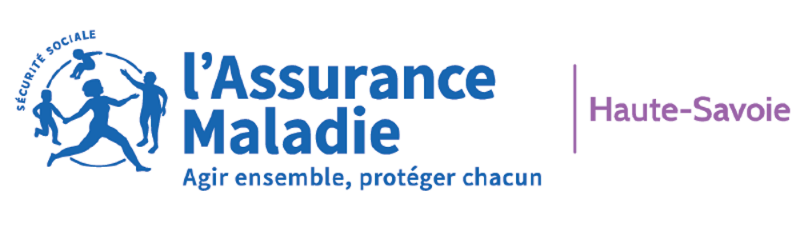 SÉCURITÉ SOCIALE
l'Assurance
Maladie
Agir ensemble, protéger chacun
Haute-Savoie